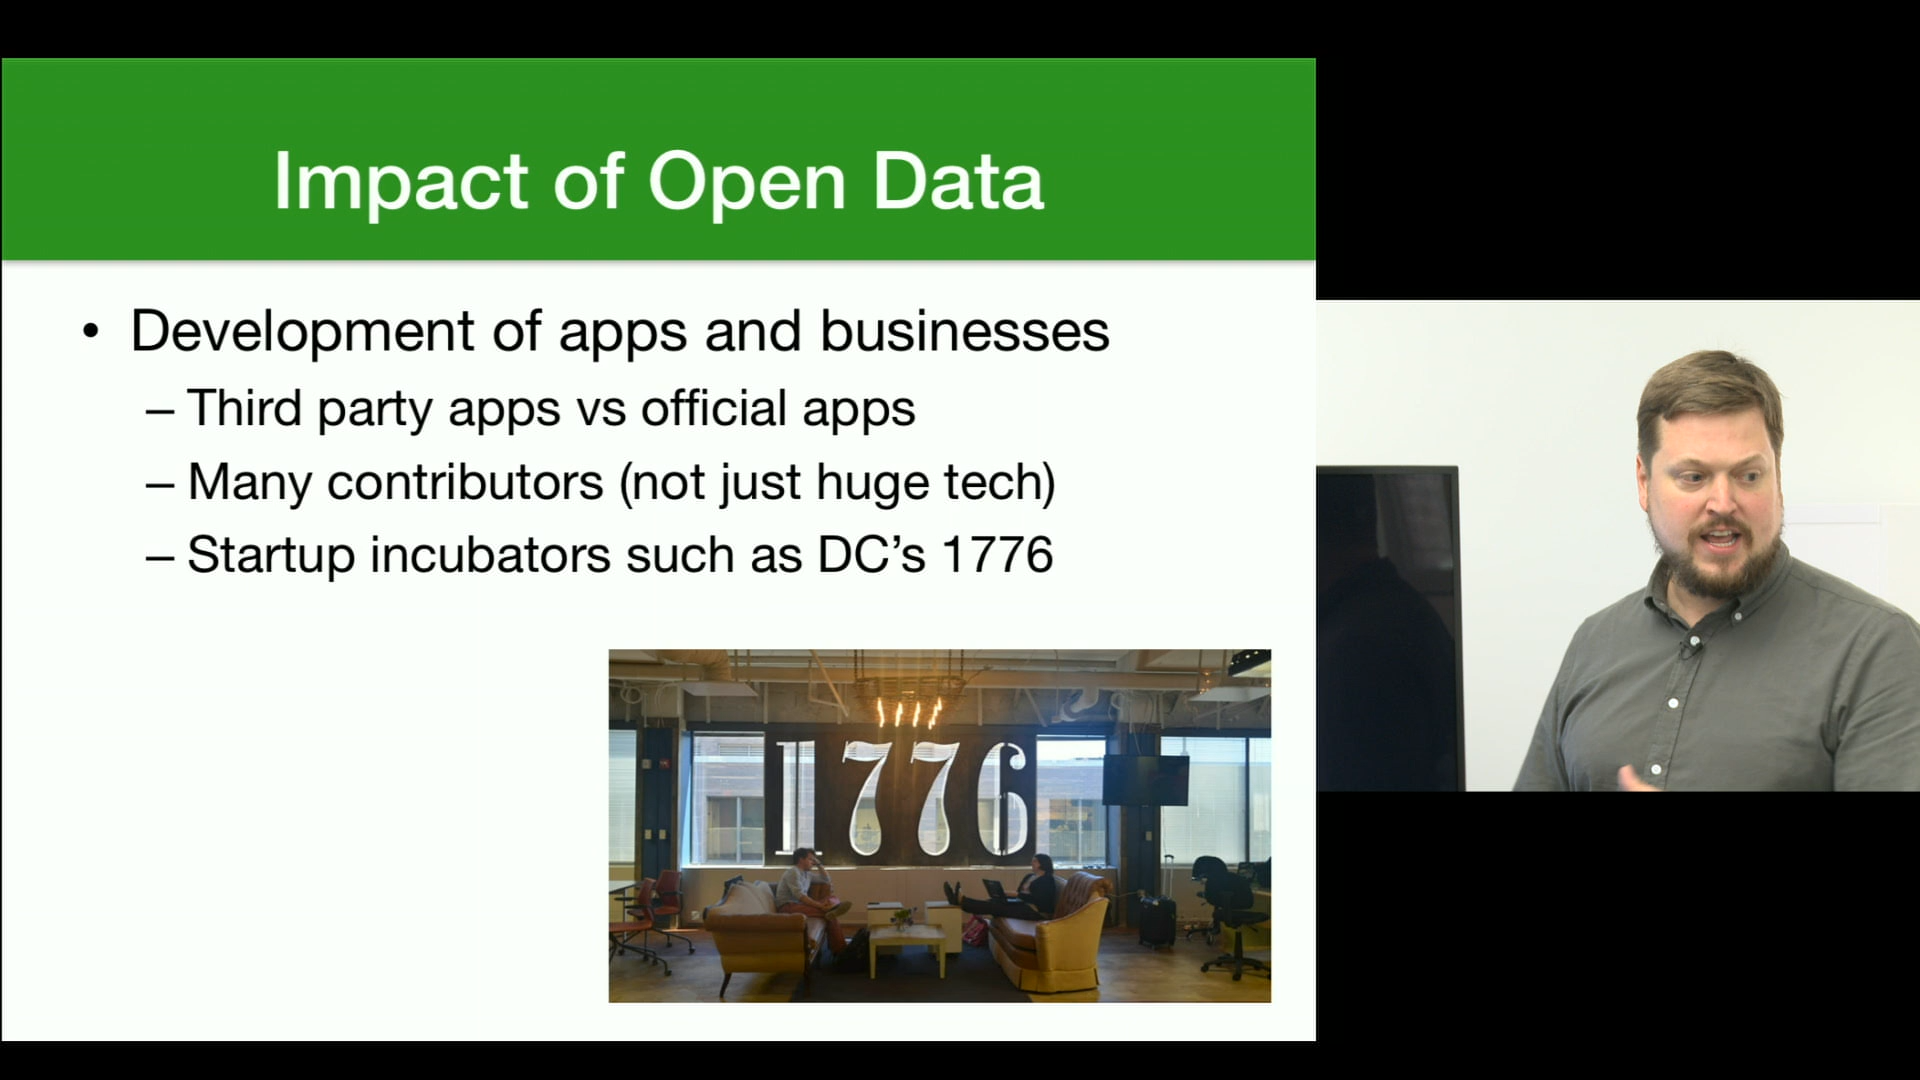 Impact of Open Data
• Development of apps and businesses
– Third party apps vs official apps
– Many contributors (not just huge tech)
– Startup incubators such as DC’s 1776
1776